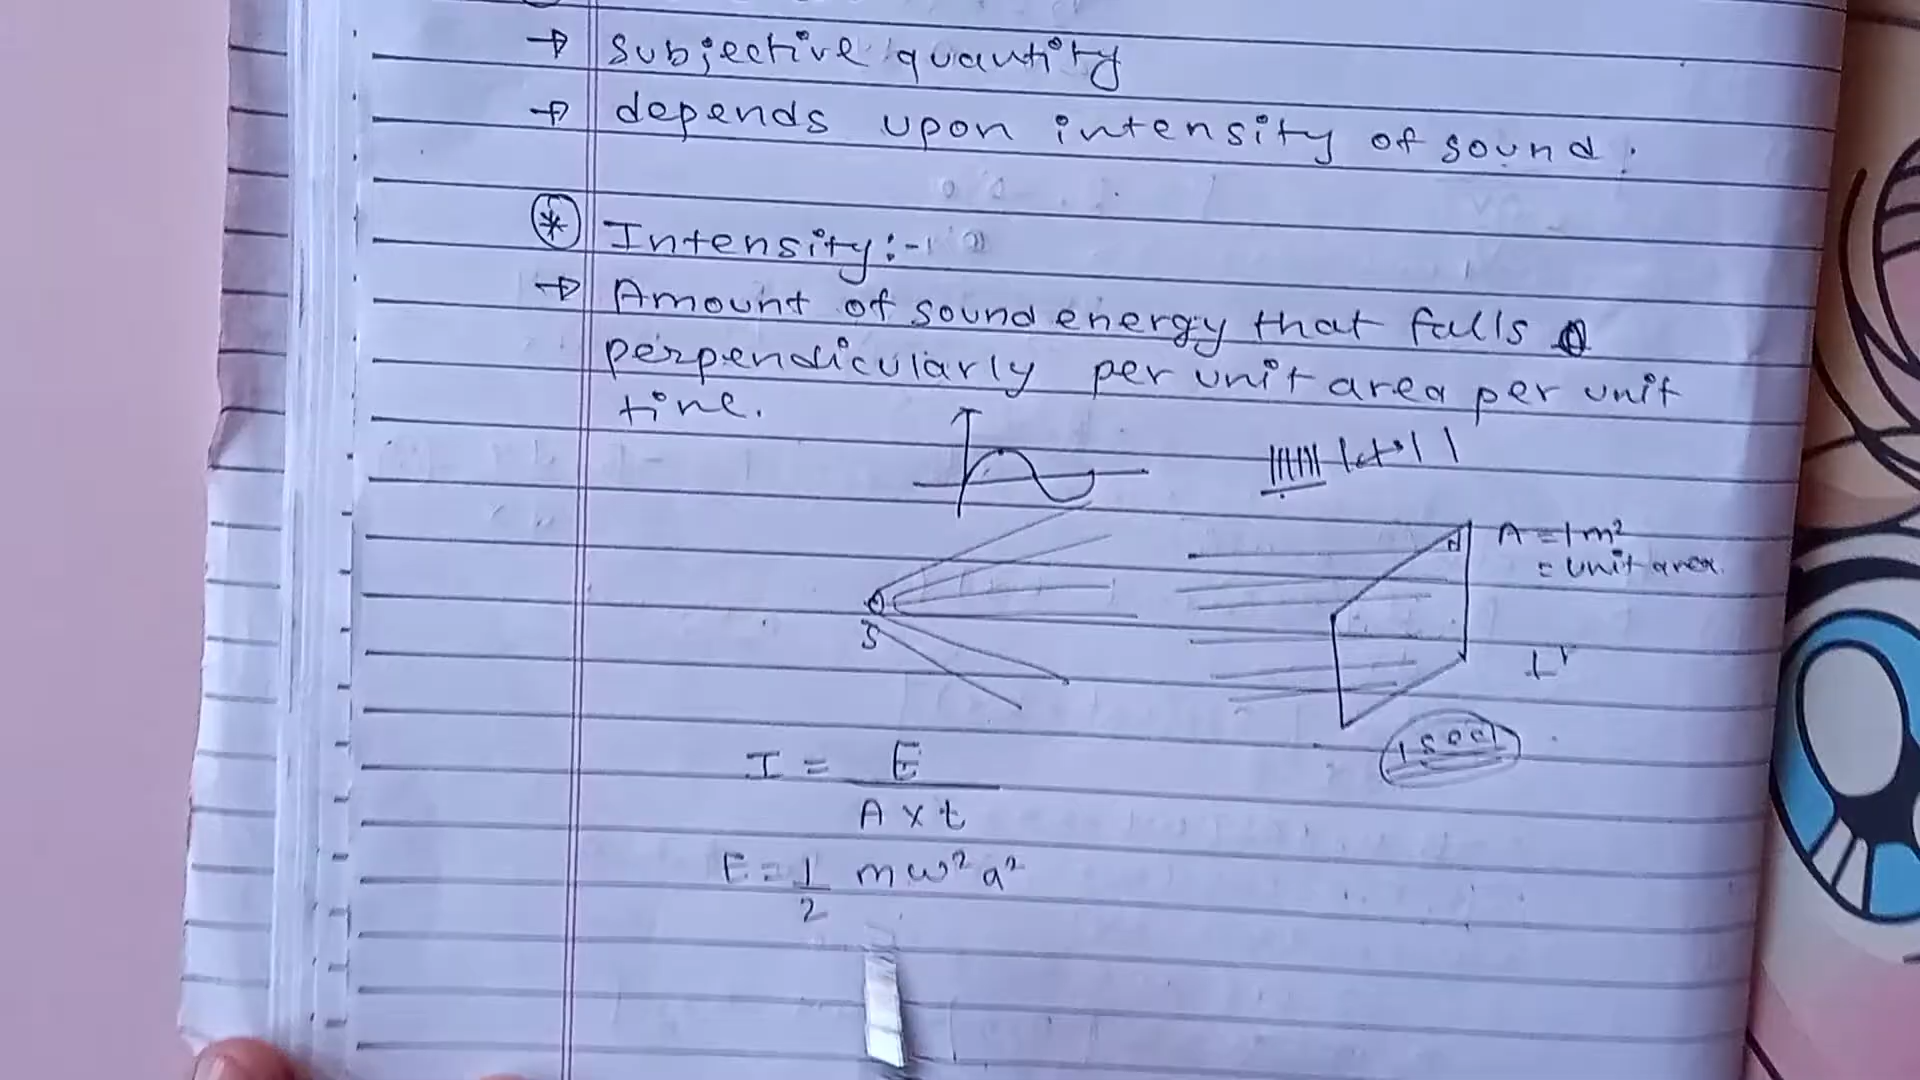 → subjective quantity
→ depends upon intensity of sound.
* Intensity:-
→ Amount of sound energy that falls
perpendicularly per unit area per unit
time.
A = 1m²
= unit area
S
1 sec
I = E
A x t
E = 1 mω²a²
2